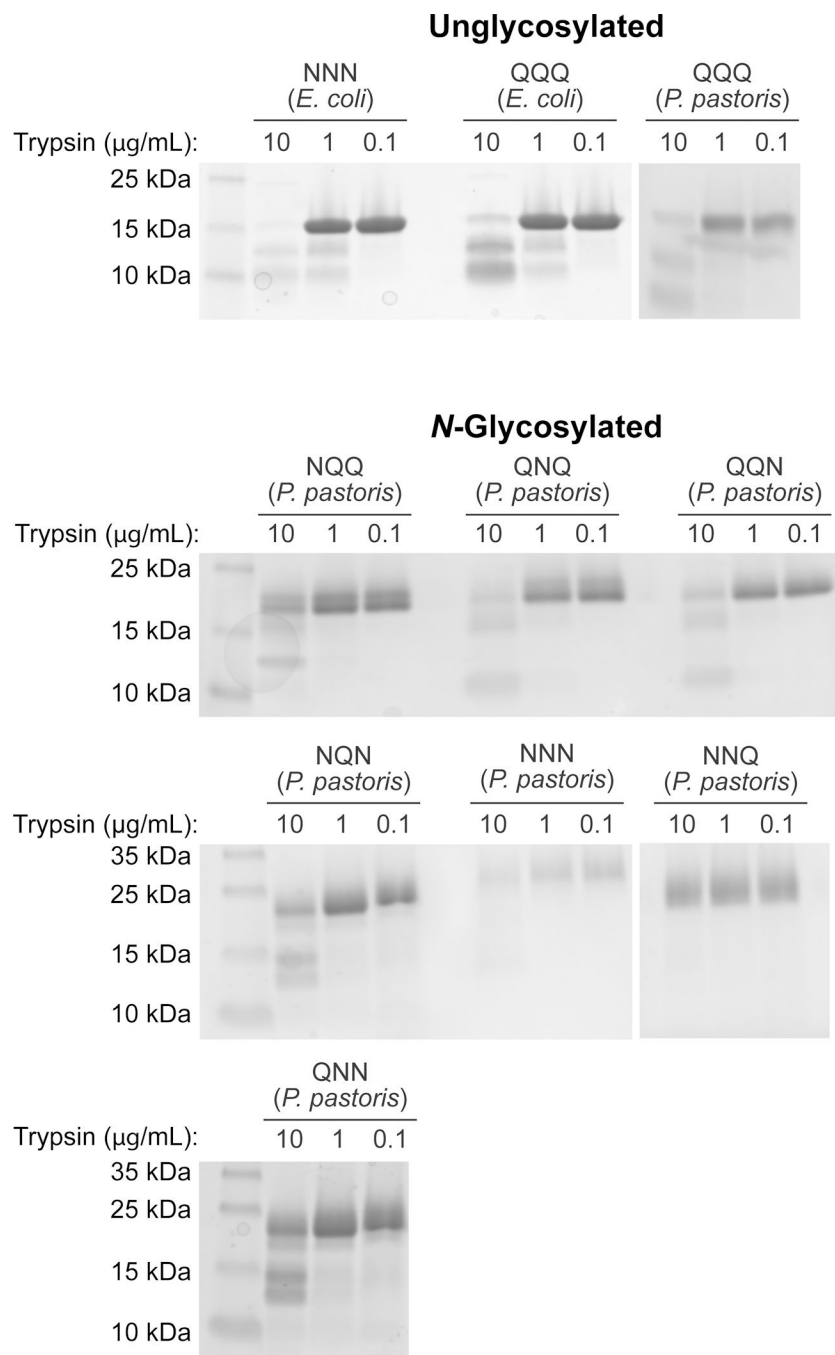 Unglycosylated
NNN QQQ QQQ
(E. coli) (E. coli) (P. pastoris)
Trypsin (µg/mL): 10 1 0.1 10 1 0.1 10 1 0.1
25 kDa
15 kDa
10 kDa
N-Glycosylated
NQQ QNQ QQN
(P. pastoris) (P. pastoris) (P. pastoris)
Trypsin (µg/mL): 10 1 0.1 10 1 0.1 10 1 0.1
25 kDa
15 kDa
10 kDa
NQN NNN NNQ
(P. pastoris) (P. pastoris) (P. pastoris)
Trypsin (µg/mL): 10 1 0.1 10 1 0.1 10 1 0.1
35 kDa
25 kDa
15 kDa
10 kDa
QNN
(P. pastoris)
Trypsin (µg/mL): 10 1 0.1
35 kDa
25 kDa
15 kDa
10 kDa